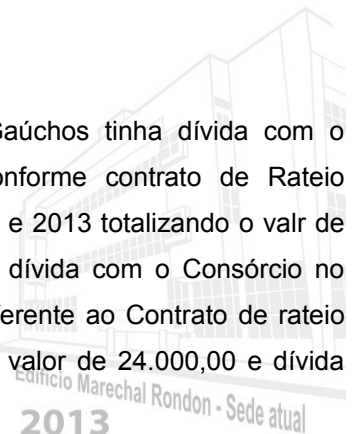 Gaúchos tinha dívida com o
onforme contrato de Rateio
e 2013 totalizando o valr de
dívida com o Consórcio no
ferente ao Contrato de rateio
valor de 24.000,00 e dívida
Edifício Marechal Rondon - Sede atual
2013